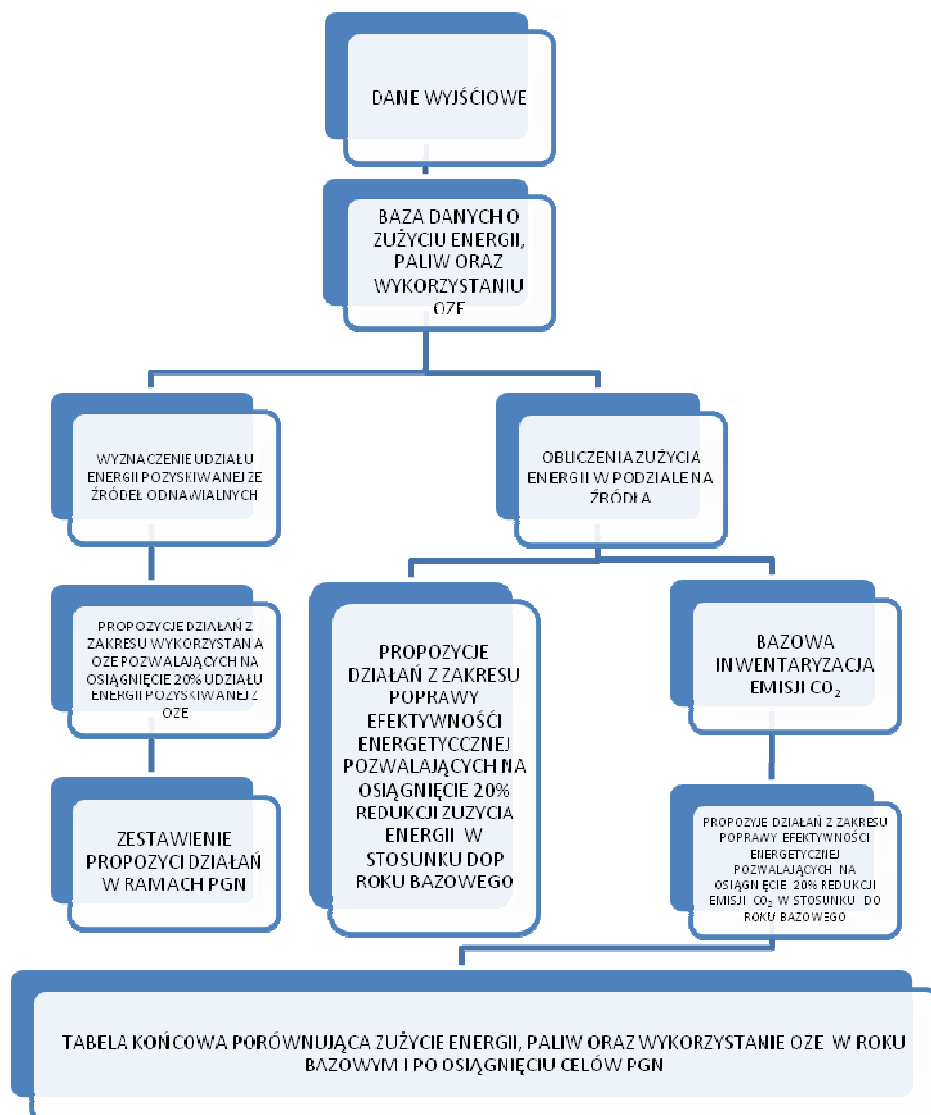 DANE WYJŚCIOWE
BAZA DANYCH O
ZUŻYCIU ENERGII,
PALIW ORAZ
WYKORZYSTANIU
OZE
WYZNACZENIE UDZIAŁU
ENERGII POZYSKIWANEJ ZE
ŹRÓDEŁ ODNAWIALNYCH
OBLICZENIA ZUŻYCIA
ENERGII W PODZIALE NA
ŹRÓDŁA
PROPOZYCJE DZIAŁAŃ Z
ZAKRESU WYKORZYSTANIA
OZE POZWALAJĄCYCH NA
OSIĄGNIĘCIE 20% UDZIAŁU
ENERGII POZYSKIWANEJ Z
OZE
PROPOZYCJE
DZIAŁAŃ Z ZAKRESU
POPRAWY
EFEKTYWNOŚĆI
ENERGETYCCZNEJ
POZWALAJĄCYCH NA
OSIĄGNIĘCIE 20%
REDUKCJI ZUZYCIA
ENERGII W
STOSUNKU DOP
ROKU BAZOWEGO
BAZOWA
INWENTARYZACJA
EMISJI CO₂
ZESTAWIENIE
PROPOZYCI DZIAŁAŃ
W RAMACH PGN
PROPOZYJE DZIAŁAŃ Z ZAKRESU
POPRAWY EFEKTYWNOŚCI
ENERGETYCZNEJ
POZWALAJĄCYCH NA
OSIĄGNIĘCIE 20% REDUKCJI
EMISJI CO₂ W STOSUNKU DO
ROKU BAZOWEGO
TABELA KOŃCOWA PORÓWNUJĄCA ZUŻYCIE ENERGII, PALIW ORAZ WYKORZYSTANIE OZE W ROKU
BAZOWYM I PO OSIĄGNIĘCIU CELÓW PGN